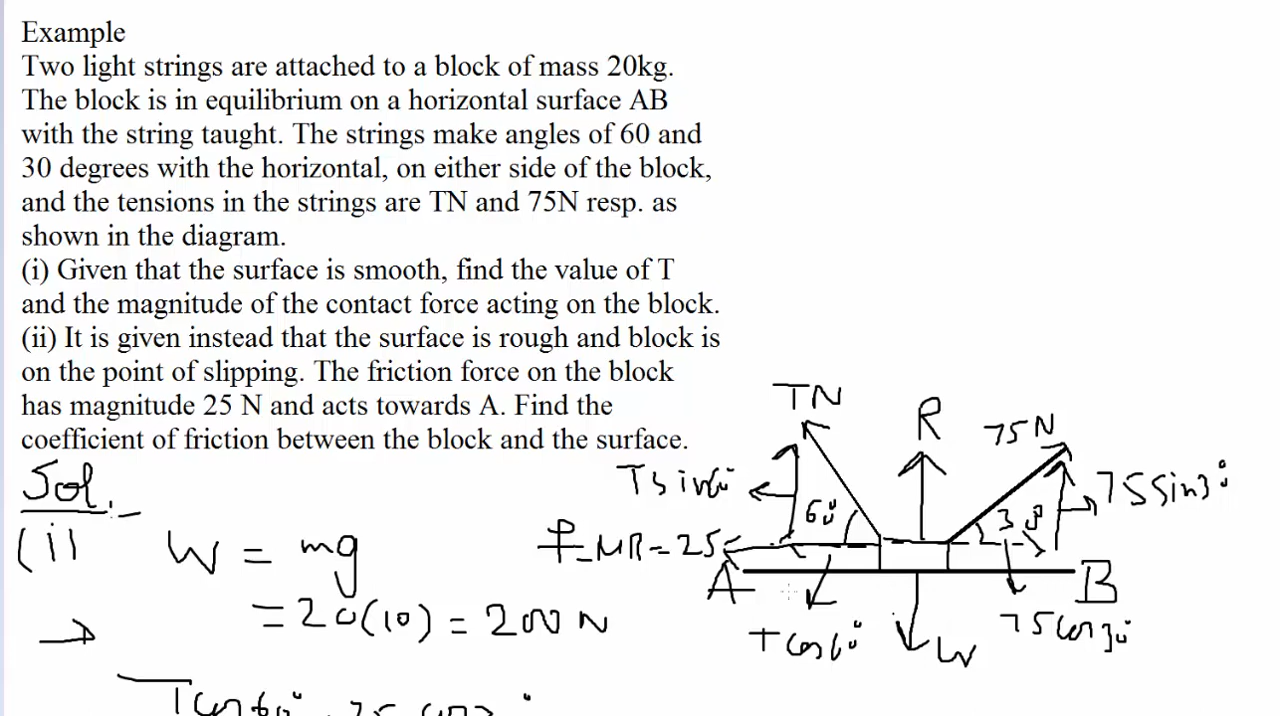 Example
Two light strings are attached to a block of mass 20kg.
The block is in equilibrium on a horizontal surface AB
with the string taught. The strings make angles of 60 and
30 degrees with the horizontal, on either side of the block,
and the tensions in the strings are TN and 75N resp. as
shown in the diagram.
(i) Given that the surface is smooth, find the value of T
and the magnitude of the contact force acting on the block.
(ii) It is given instead that the surface is rough and block is
on the point of slipping. The friction force on the block
has magnitude 25 N and acts towards A. Find the
coefficient of friction between the block and the surface.
TN
R
75N
Tsin60°
60°
30°
75sin30°
F=μR=25
A
B
Tcos60°
W
75cos30°
Sol:-
(i) W = mg
= 20(10) = 200 N
→
Tcos60°